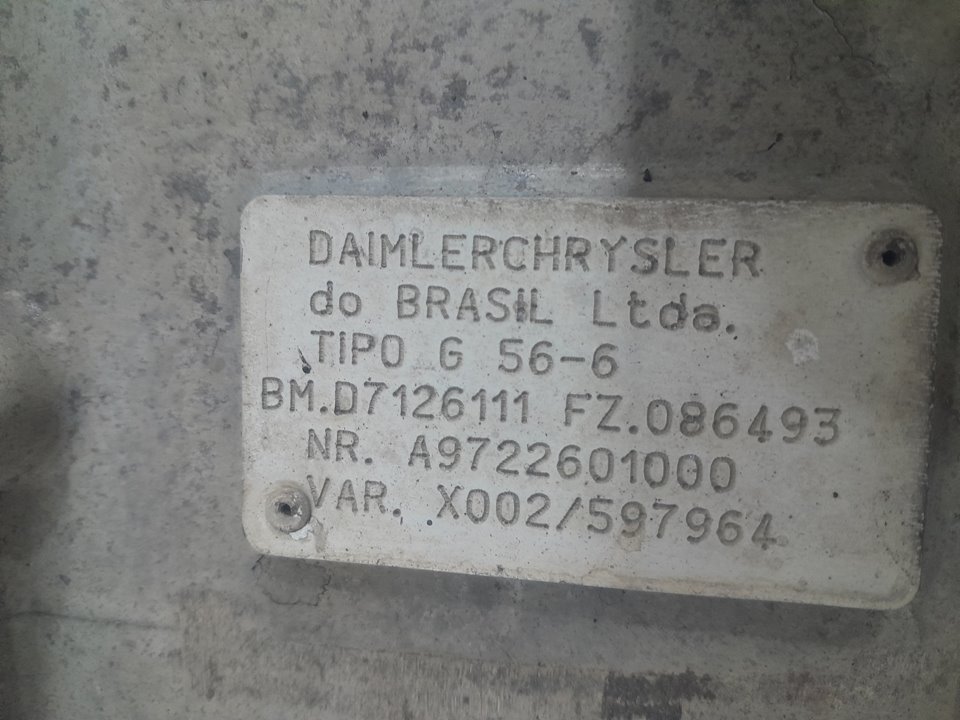 DAIMLERCHRYSLER
do BRASIL Ltda.
TIPO G 56-6
BM.D7126111 FZ.086493
NR. A9722601000
VAR. X002/597964